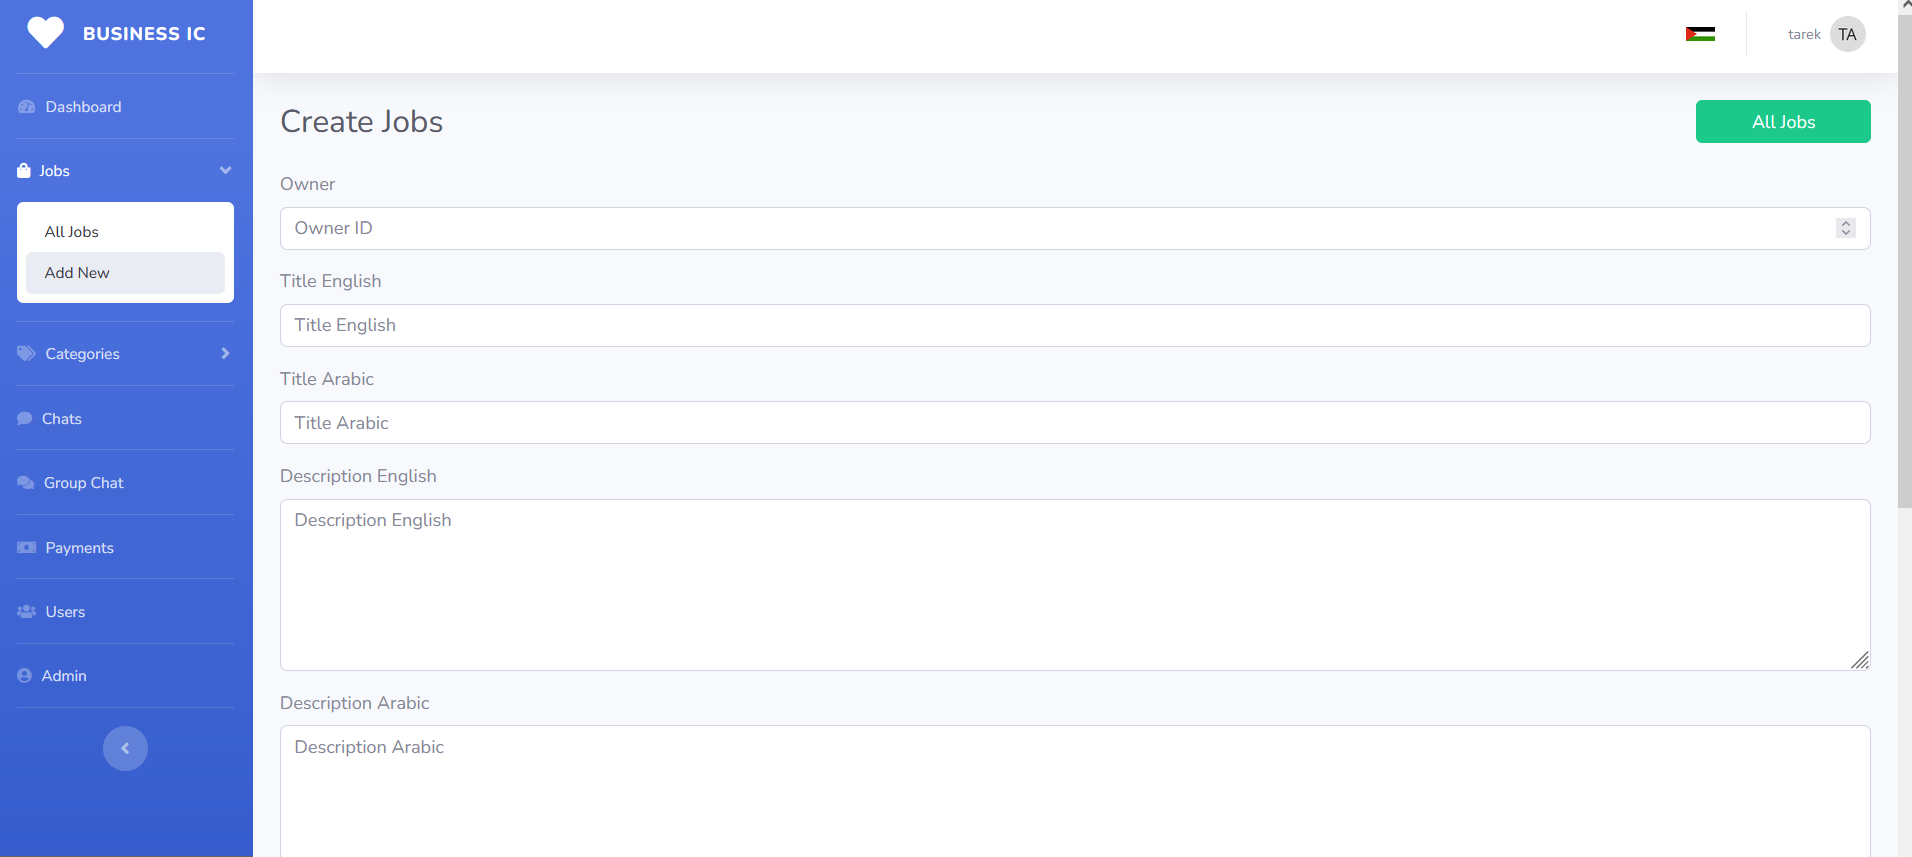 BUSINESS IC
tarek
TA
Dashboard
Jobs
All Jobs
Add New
Categories
Chats
Group Chat
Payments
Users
Admin
Create Jobs
All Jobs
Owner
Owner ID
Title English
Title English
Title Arabic
Title Arabic
Description English
Description English
Description Arabic
Description Arabic